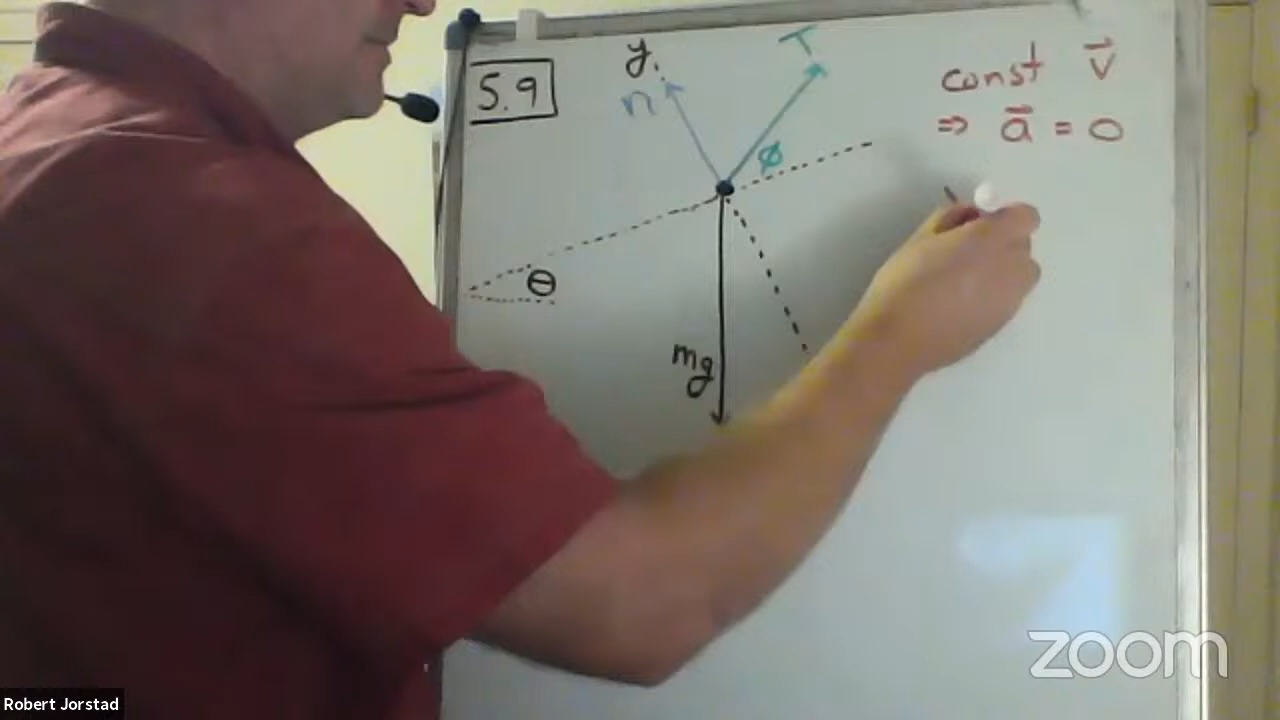 5.9
y
n
T
ϕ
θ
mg
const v⃗
⇒ a⃗ = 0
zoom
Robert Jorstad